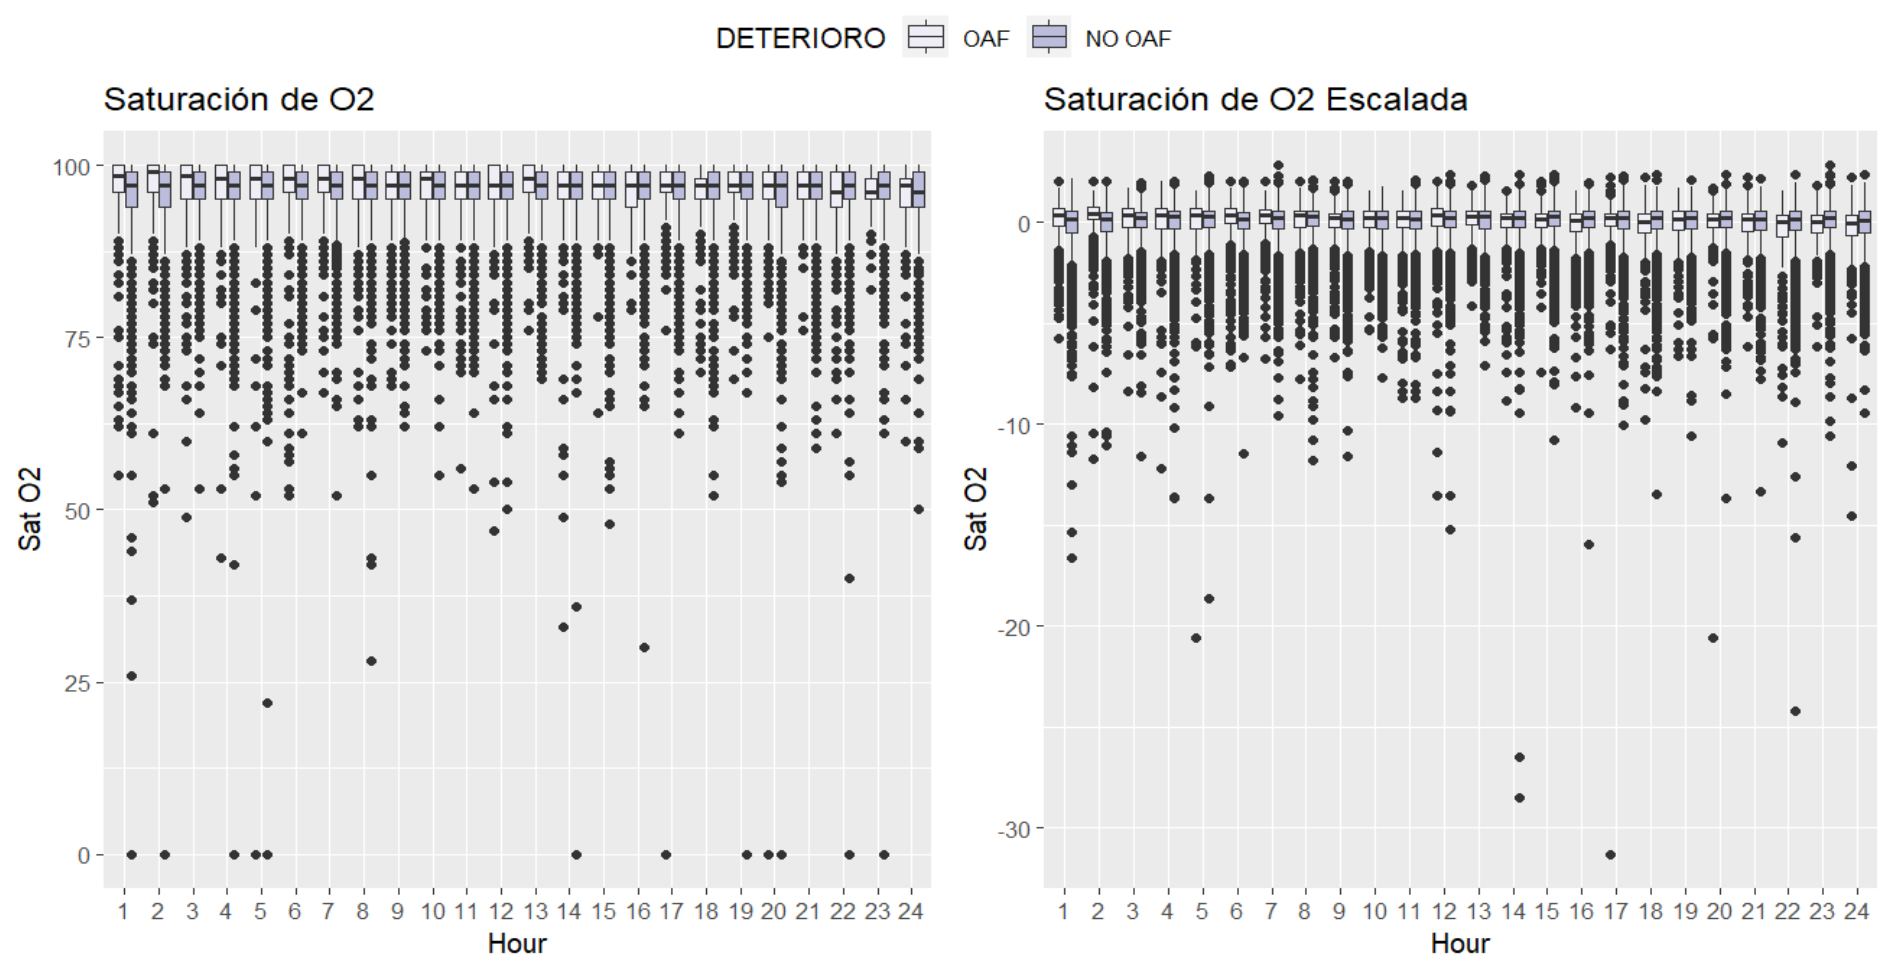 DETERIORO OAF NO OAF
Saturación de O2
Sat O2
100
75
50
25
0
1 2 3 4 5 6 7 8 9 10 11 12 13 14 15 16 17 18 19 20 21 22 23 24
Hour
Saturación de O2 Escalada
Sat O2
0
-10
-20
-30
1 2 3 4 5 6 7 8 9 10 11 12 13 14 15 16 17 18 19 20 21 22 23 24
Hour